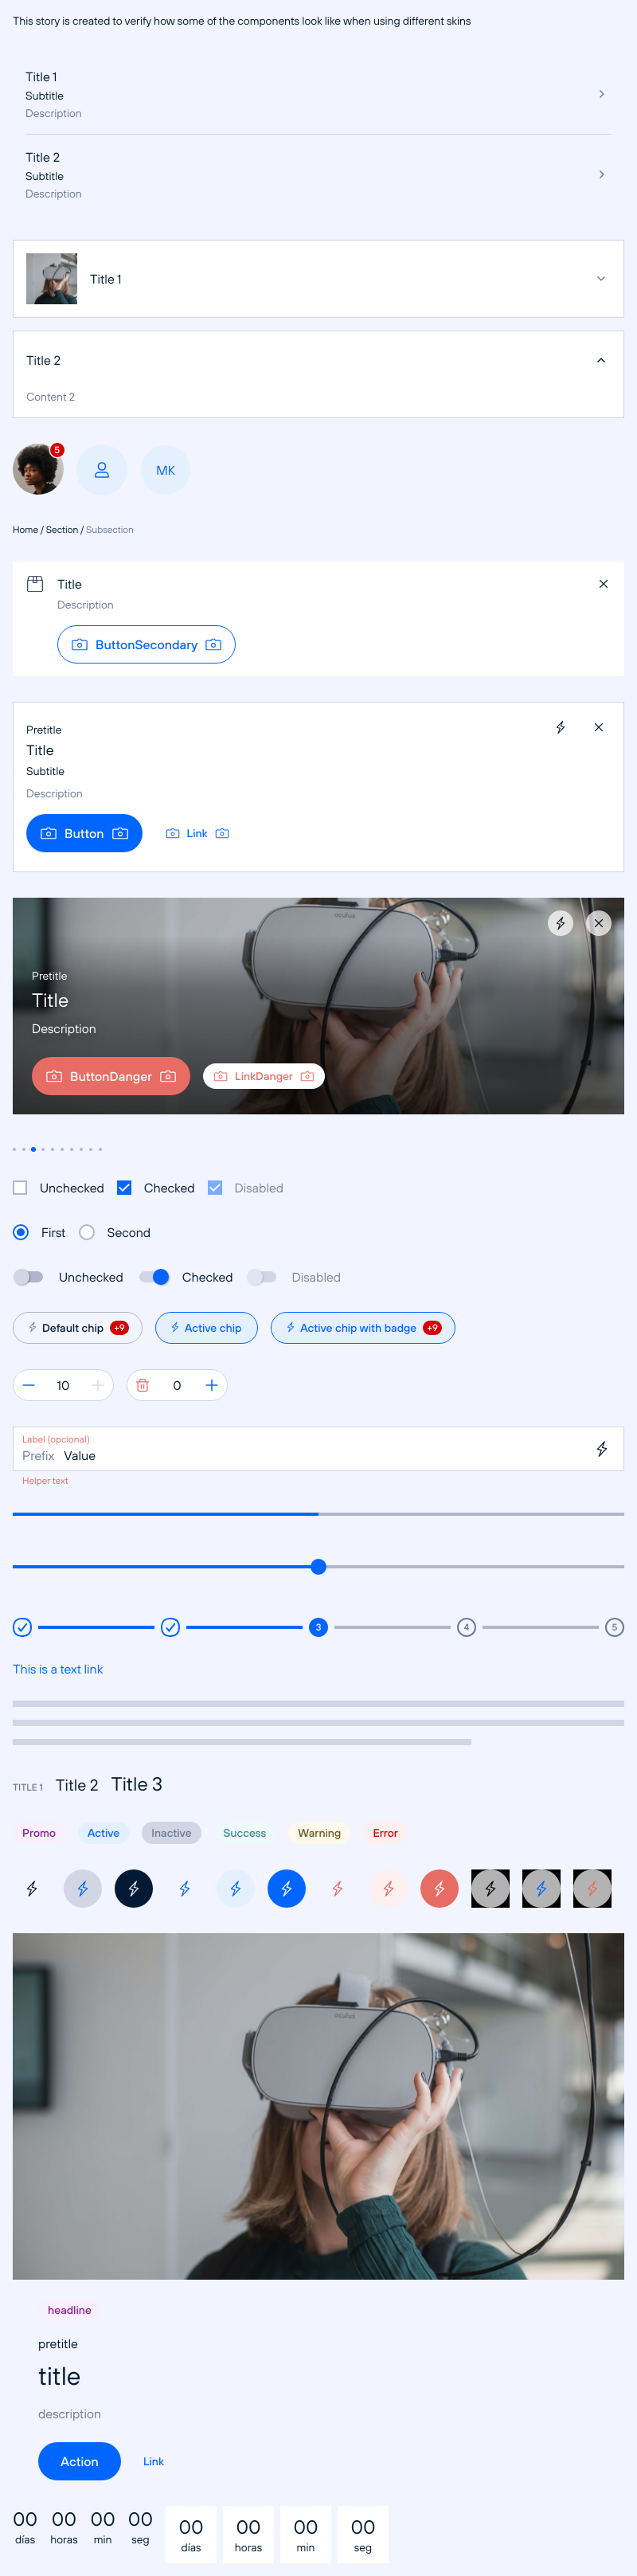 This story is created to verify how some of the components look like when using different skins
Title 1
Subtitle
Description
Title 2
Subtitle
Description
Title 1
Title 2
Content 2
5
MK
Home / Section / Subsection
Title
Description
ButtonSecondary
Pretitle
Title
Subtitle
Description
Button Link
oculus
Pretitle
Title
Description
ButtonDanger LinkDanger
Unchecked Checked Disabled
First Second
Unchecked Checked Disabled
Default chip +9 Active chip Active chip with badge +9
10 0
Label (opcional)
Prefix Value
Helper text
3 4 5
This is a text link
TITLE 1 Title 2 Title 3
Promo Active Inactive Success Warning Error
oculus
headline
pretitle
title
description
Action Link
00 00 00 00 00 00 00 00
días horas min seg días horas min seg